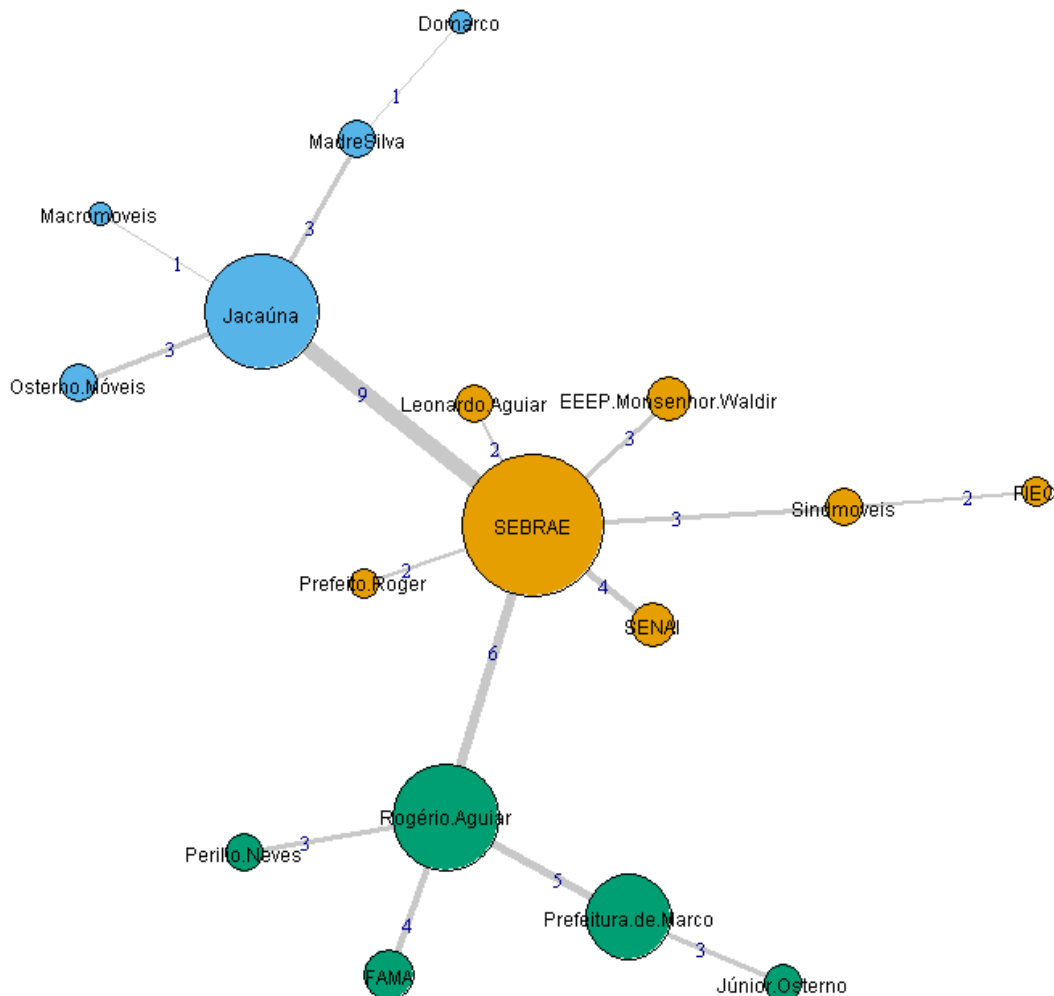 Domarco
1
MadreSilva
Macromoveis
3
1
Jacaúna
3
Osterno.Móveis
9
Leonardo.Aguiar
EEEP.Monsenhor.Waldir
2
3
FIEC
2
Sindmoveis
3
SEBRAE
2
Prefeito.Roger
4
SENAI
6
Rogério.Aguiar
3
Perillo.Neves
5
Prefeitura.de.Marco
4
3
FAMA
Júnior.Osterno